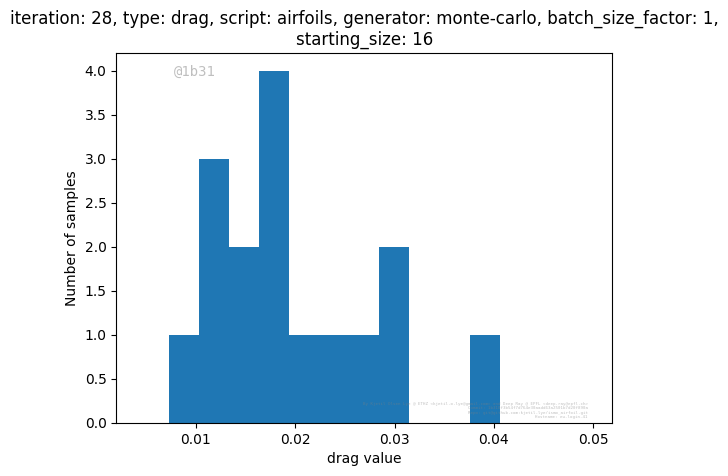 iteration: 28, type: drag, script: airfoils, generator: monte-carlo, batch_size_factor: 1,
starting_size: 16
@1b31
4.0
3.5
3.0
2.5
2.0
1.5
1.0
0.5
0.0
Number of samples
0.01
0.02
0.03
0.04
0.05
drag value